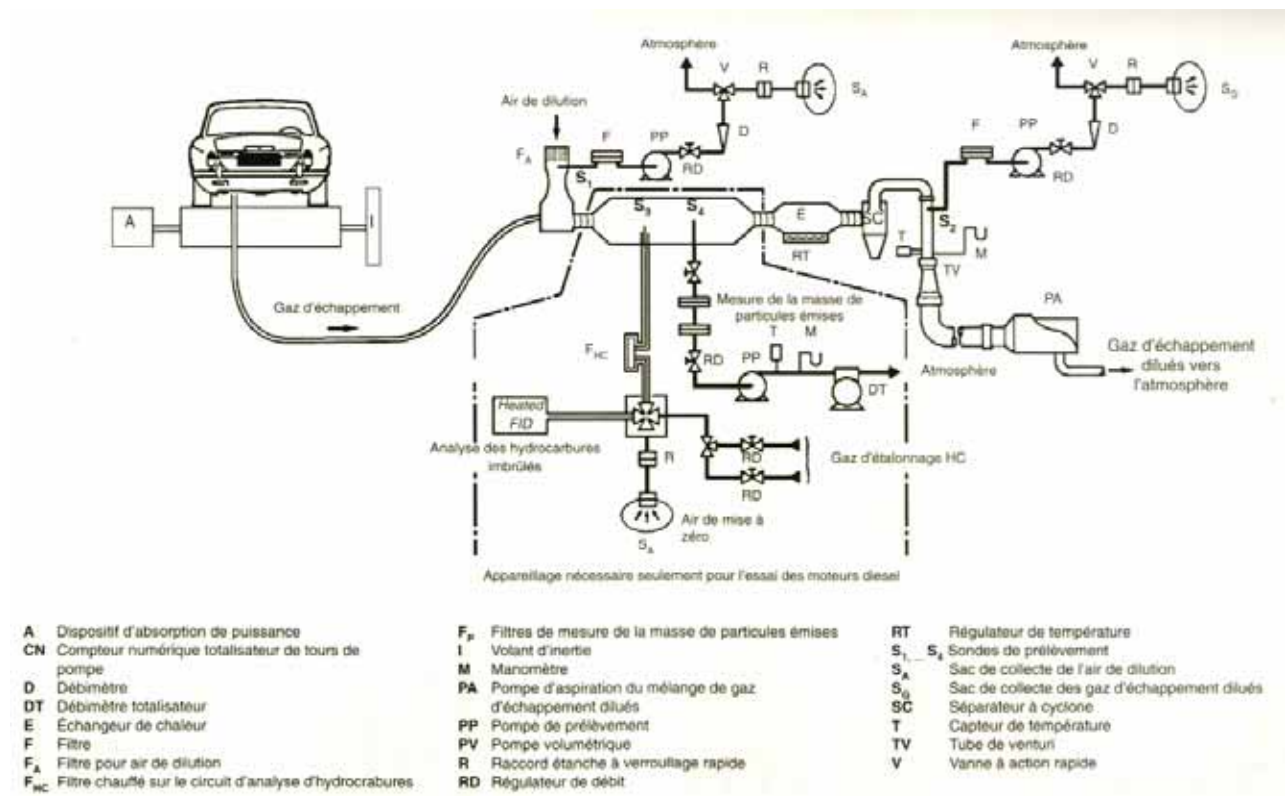 Atmosphère
V
R
S_A
Air de dilution
F
PP
D
F_A
RD
S_1
Atmosphère
V
R
S_G
F
PP
D
RD
S_2
A
I
S_3
S_4
E
SC
RT
T
M
TV
PA
Gaz d'échappement
Mesure de la masse de
particules émises
T
M
F_HC
RD
PP
DT
Atmosphère
Gaz d'échappement
dilués vers
l'atmosphère
Heated
FID
Analyse des hydrocarbures
imbrûlés
R
RD
RD
Gaz d'étalonnage HC
Air de mise à
zéro
S_A
Appareillage nécessaire seulement pour l'essai des moteurs diesel
A Dispositif d'absorption de puissance
CN Compteur numérique totalisateur de tours de
pompe
D Débimètre
DT Débimètre totalisateur
E Échangeur de chaleur
F Filtre
F_A Filtre pour air de dilution
F_HC Filtre chauffé sur le circuit d'analyse d'hydrocrabures
F_P Filtres de mesure de la masse de particules émises
I Volant d'inertie
M Manomètre
PA Pompe d'aspiration du mélange de gaz
d'échappement dilués
PP Pompe de prélèvement
PV Pompe volumétrique
R Raccord étanche à verroullage rapide
RD Régulateur de débit
RT Régulateur de température
S_1, ... S_4 Sondes de prélèvement
S_A Sac de collecte de l'air de dilution
S_G Sac de collecte des gaz d'échappement dilués
SC Séparateur à cyclone
T Capteur de température
TV Tube de venturi
V Vanne à action rapide